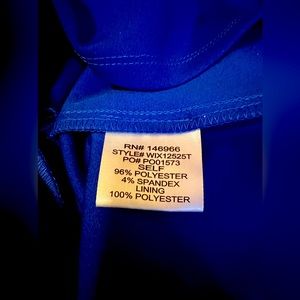 RN# 146966
STYLE# WIX12525T
PO# PO01573
SELF
96% POLYESTER
4% SPANDEX
LINING
100% POLYESTER